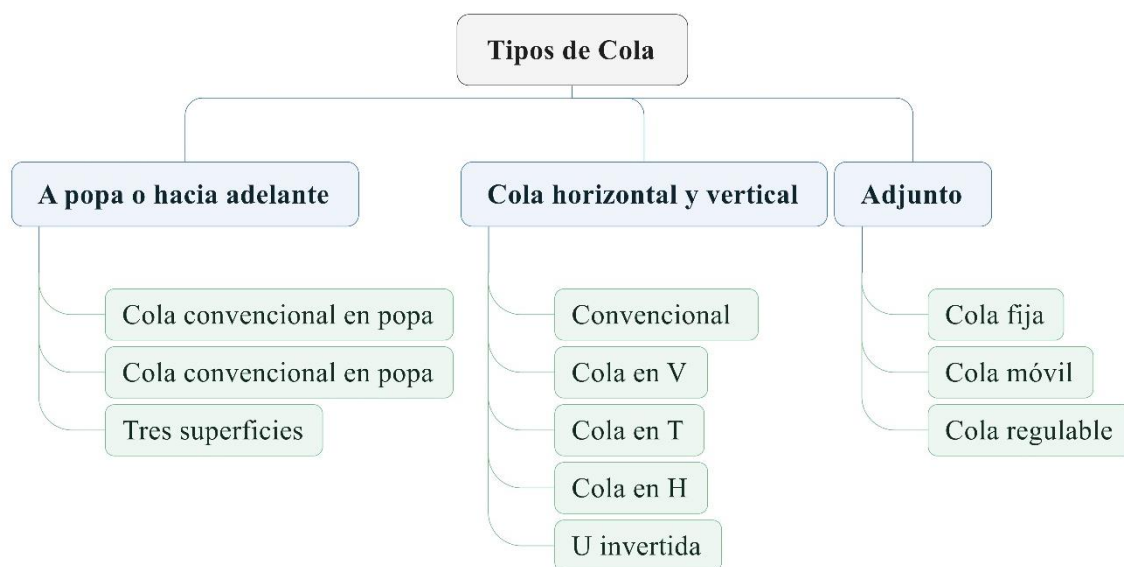 Tipos de Cola
A popa o hacia adelante
Cola convencional en popa
Cola convencional en popa
Tres superficies
Cola horizontal y vertical
Convencional
Cola en V
Cola en T
Cola en H
U invertida
Adjunto
Cola fija
Cola móvil
Cola regulable